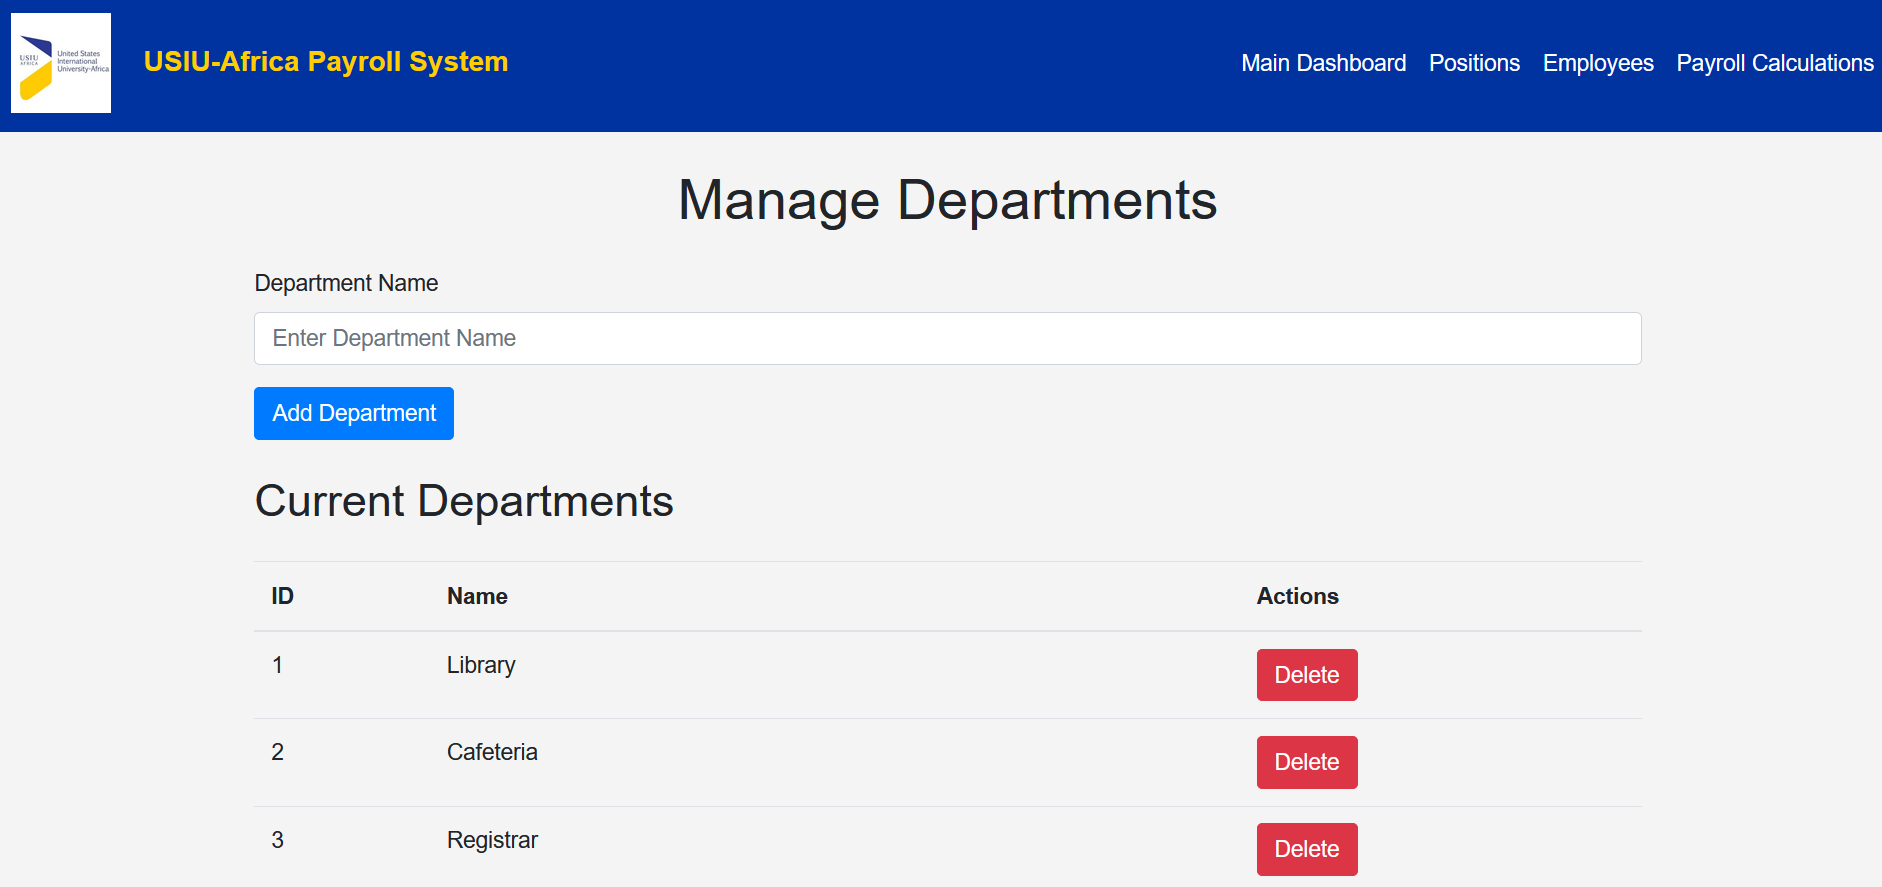 USIU
AFRICA
United States
International
University-Africa
USIU-Africa Payroll System
Main Dashboard Positions Employees Payroll Calculations
Manage Departments
Department Name
Enter Department Name
Add Department
Current Departments
ID Name Actions
1 Library Delete
2 Cafeteria Delete
3 Registrar Delete